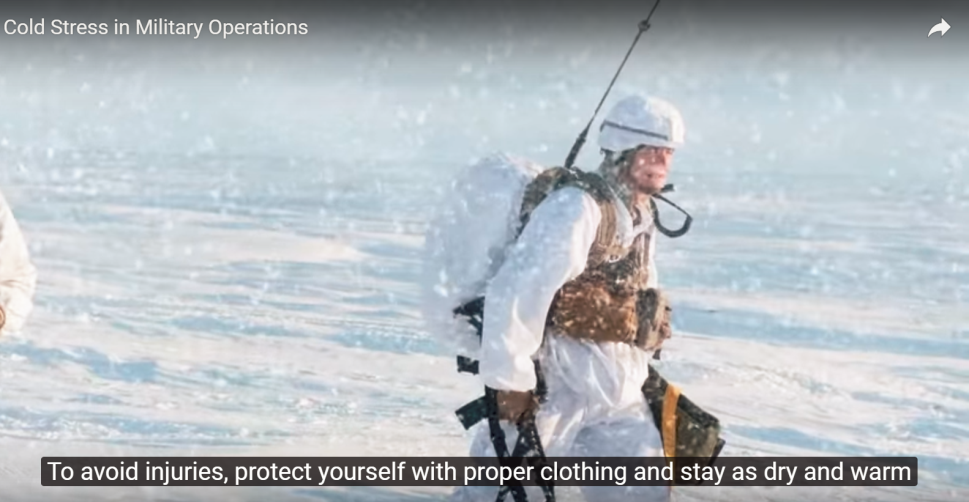 Cold Stress in Military Operations
To avoid injuries, protect yourself with proper clothing and stay as dry and warm